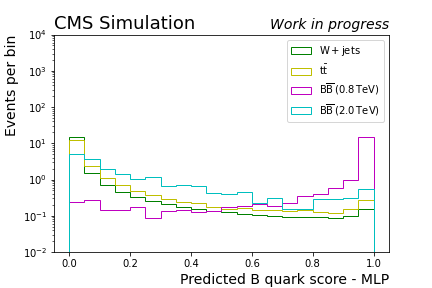 CMS Simulation Work in progress
Events per bin
10⁴
10³
10²
10¹
10⁰
10⁻¹
10⁻²
W + jets
tt̅
BB̅ (0.8 TeV)
BB̅ (2.0 TeV)
0.0 0.2 0.4 0.6 0.8 1.0
Predicted B quark score - MLP